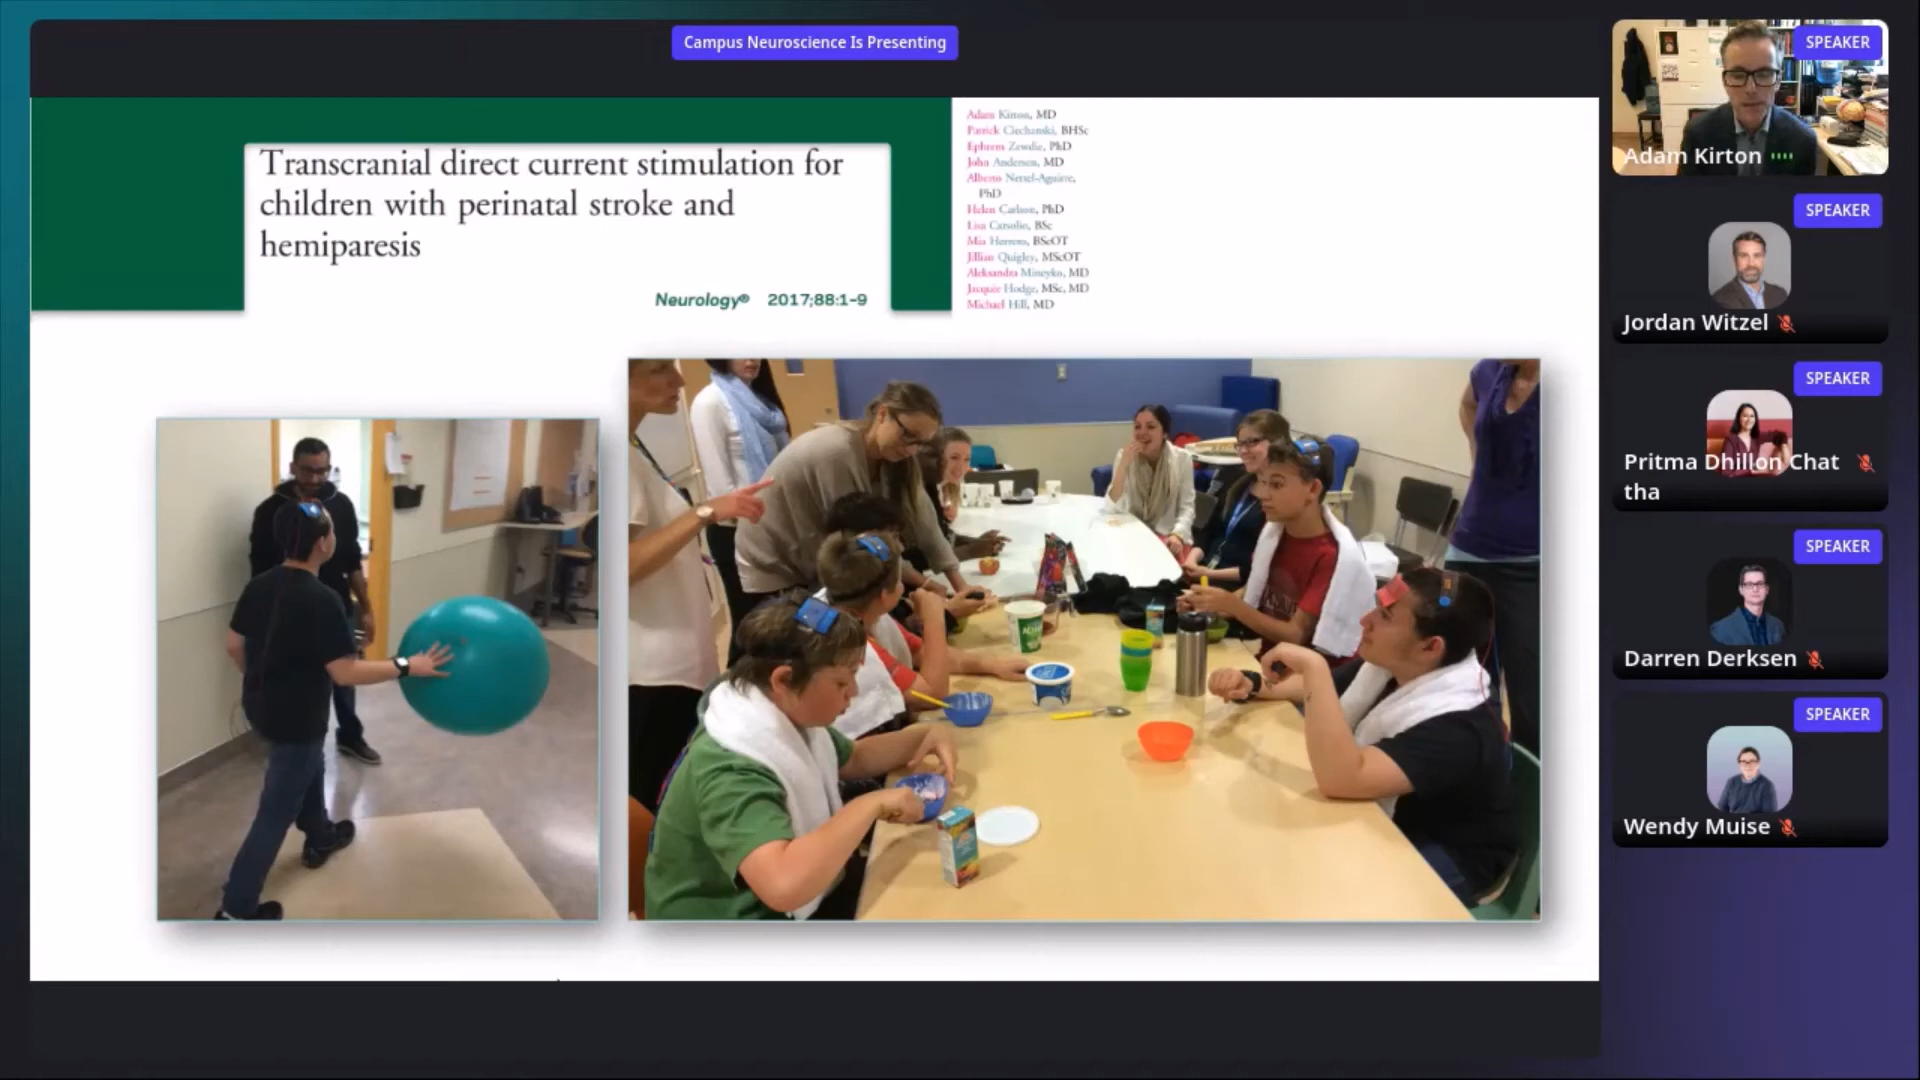 Campus Neuroscience Is Presenting
Transcranial direct current stimulation for
children with perinatal stroke and
hemiparesis
Neurology® 2017;88:1-9
Adam Kirton, MD
Patrick Ciechanski, BHSc
Ephrem Zewdie, PhD
John Andersen, MD
Alberto Nettel-Aguirre,
PhD
Helen Carlson, PhD
Lisa Carsolio, BSc
Mia Herrero, BScOT
Jillian Quigley, MScOT
Aleksandra Mineyko, MD
Jacquie Hodge, MSc, MD
Michael Hill, MD
SPEAKER
Adam Kirton
SPEAKER
Jordan Witzel
SPEAKER
Pritma Dhillon Chat
tha
SPEAKER
Darren Derksen
SPEAKER
Wendy Muise